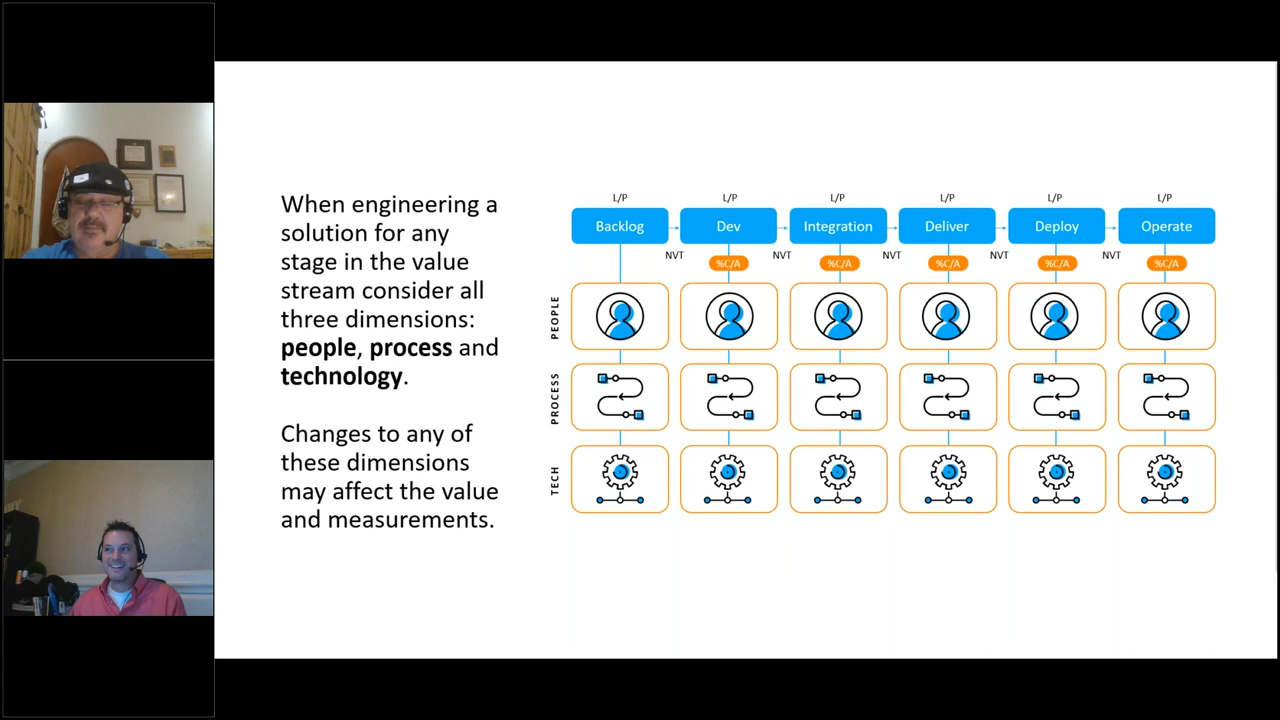 When engineering a
solution for any
stage in the value
stream consider all
three dimensions:
people, process and
technology.
Changes to any of
these dimensions
may affect the value
and measurements.
L/P L/P L/P L/P L/P L/P
Backlog Dev Integration Deliver Deploy Operate
NVT NVT NVT NVT NVT
%C/A %C/A %C/A %C/A %C/A
PEOPLE
PROCESS
TECH